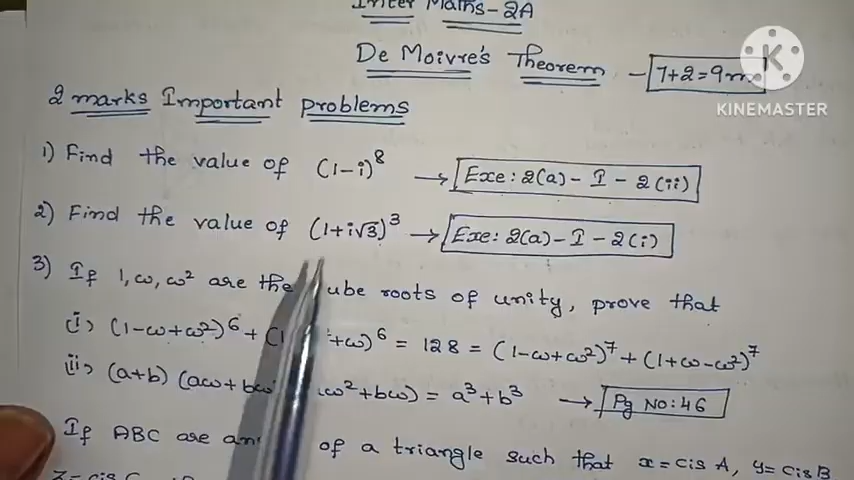 Inter Maths-2A
De Moivre's Theorem - 7+2=9m
KINEMASTER
2 marks Important problems
1) Find the value of (1-i)⁸ → Exe: 2(a)-I-2(ii)
2) Find the value of (1+i√3)³ → Exe: 2(a)-I-2(i)
3) If 1, ω, ω² are the ube roots of unity, prove that
(i) (1-ω+ω²)⁶ + (1 +ω)⁶ = 128 = (1-ω+ω²)⁷ + (1+ω-ω²)⁷
(ii) (a+b) (aω+bω ω²+bω) = a³+b³ → Pg No: 46
If ABC are an of a triangle such that x=cis A, y=cis B
z=cis C